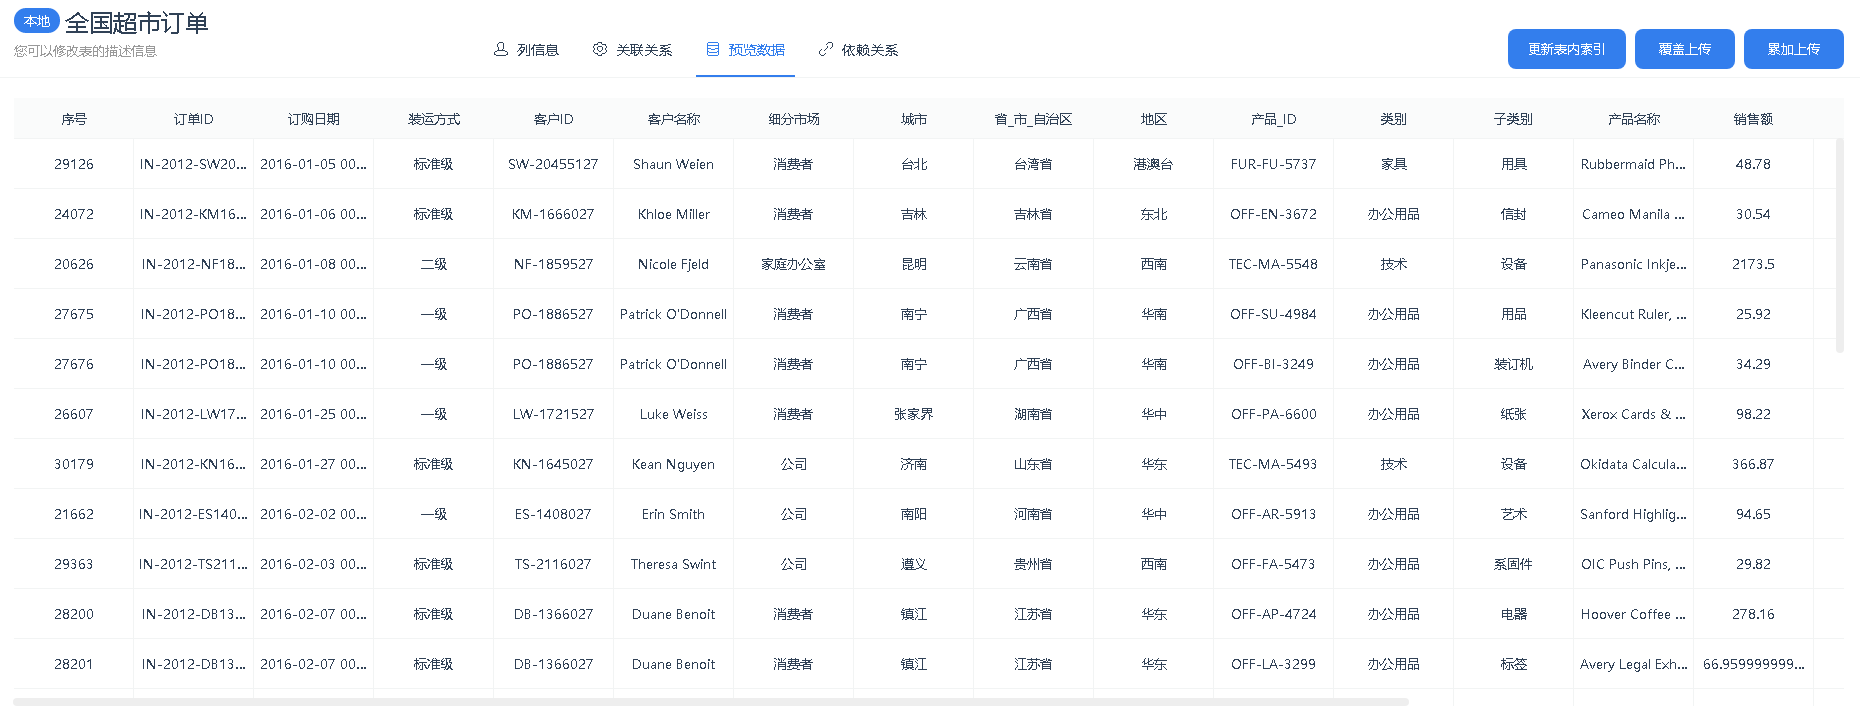 本地 全国超市订单
您可以修改表的描述信息
列信息 关联关系 预览数据 依赖关系
更新表内索引 覆盖上传 累加上传
序号 订单ID 订购日期 装运方式 客户ID 客户名称 细分市场 城市 省_市_自治区 地区 产品_ID 类别 子类别 产品名称 销售额
29126 IN-2012-SW20... 2016-01-05 00... 标准级 SW-20455127 Shaun Weien 消费者 台北 台湾省 港澳台 FUR-FU-5737 家具 用具 Rubbermaid Ph... 48.78
24072 IN-2012-KM16... 2016-01-06 00... 标准级 KM-1666027 Khloe Miller 消费者 吉林 吉林省 东北 OFF-EN-3672 办公用品 信封 Cameo Manila ... 30.54
20626 IN-2012-NF18... 2016-01-08 00... 二级 NF-1859527 Nicole Fjeld 家庭办公室 昆明 云南省 西南 TEC-MA-5548 技术 设备 Panasonic Inkje... 2173.5
27675 IN-2012-PO18... 2016-01-10 00... 一级 PO-1886527 Patrick O'Donnell 消费者 南宁 广西省 华南 OFF-SU-4984 办公用品 用品 Kleencut Ruler, ... 25.92
27676 IN-2012-PO18... 2016-01-10 00... 一级 PO-1886527 Patrick O'Donnell 消费者 南宁 广西省 华南 OFF-BI-3249 办公用品 装订机 Avery Binder C... 34.29
26607 IN-2012-LW17... 2016-01-25 00... 一级 LW-1721527 Luke Weiss 消费者 张家界 湖南省 华中 OFF-PA-6600 办公用品 纸张 Xerox Cards & ... 98.22
30179 IN-2012-KN16... 2016-01-27 00... 标准级 KN-1645027 Kean Nguyen 公司 济南 山东省 华东 TEC-MA-5493 技术 设备 Okidata Calcula... 366.87
21662 IN-2012-ES140... 2016-02-02 00... 一级 ES-1408027 Erin Smith 公司 南阳 河南省 华中 OFF-AR-5913 办公用品 艺术 Sanford Highlig... 94.65
29363 IN-2012-TS211... 2016-02-03 00... 标准级 TS-2116027 Theresa Swint 公司 遵义 贵州省 西南 OFF-FA-5473 办公用品 系固件 OIC Push Pins, ... 29.82
28200 IN-2012-DB13... 2016-02-07 00... 标准级 DB-1366027 Duane Benoit 消费者 镇江 江苏省 华东 OFF-AP-4724 办公用品 电器 Hoover Coffee ... 278.16
28201 IN-2012-DB13... 2016-02-07 00... 标准级 DB-1366027 Duane Benoit 消费者 镇江 江苏省 华东 OFF-LA-3299 办公用品 标签 Avery Legal Exh... 66.959999999...